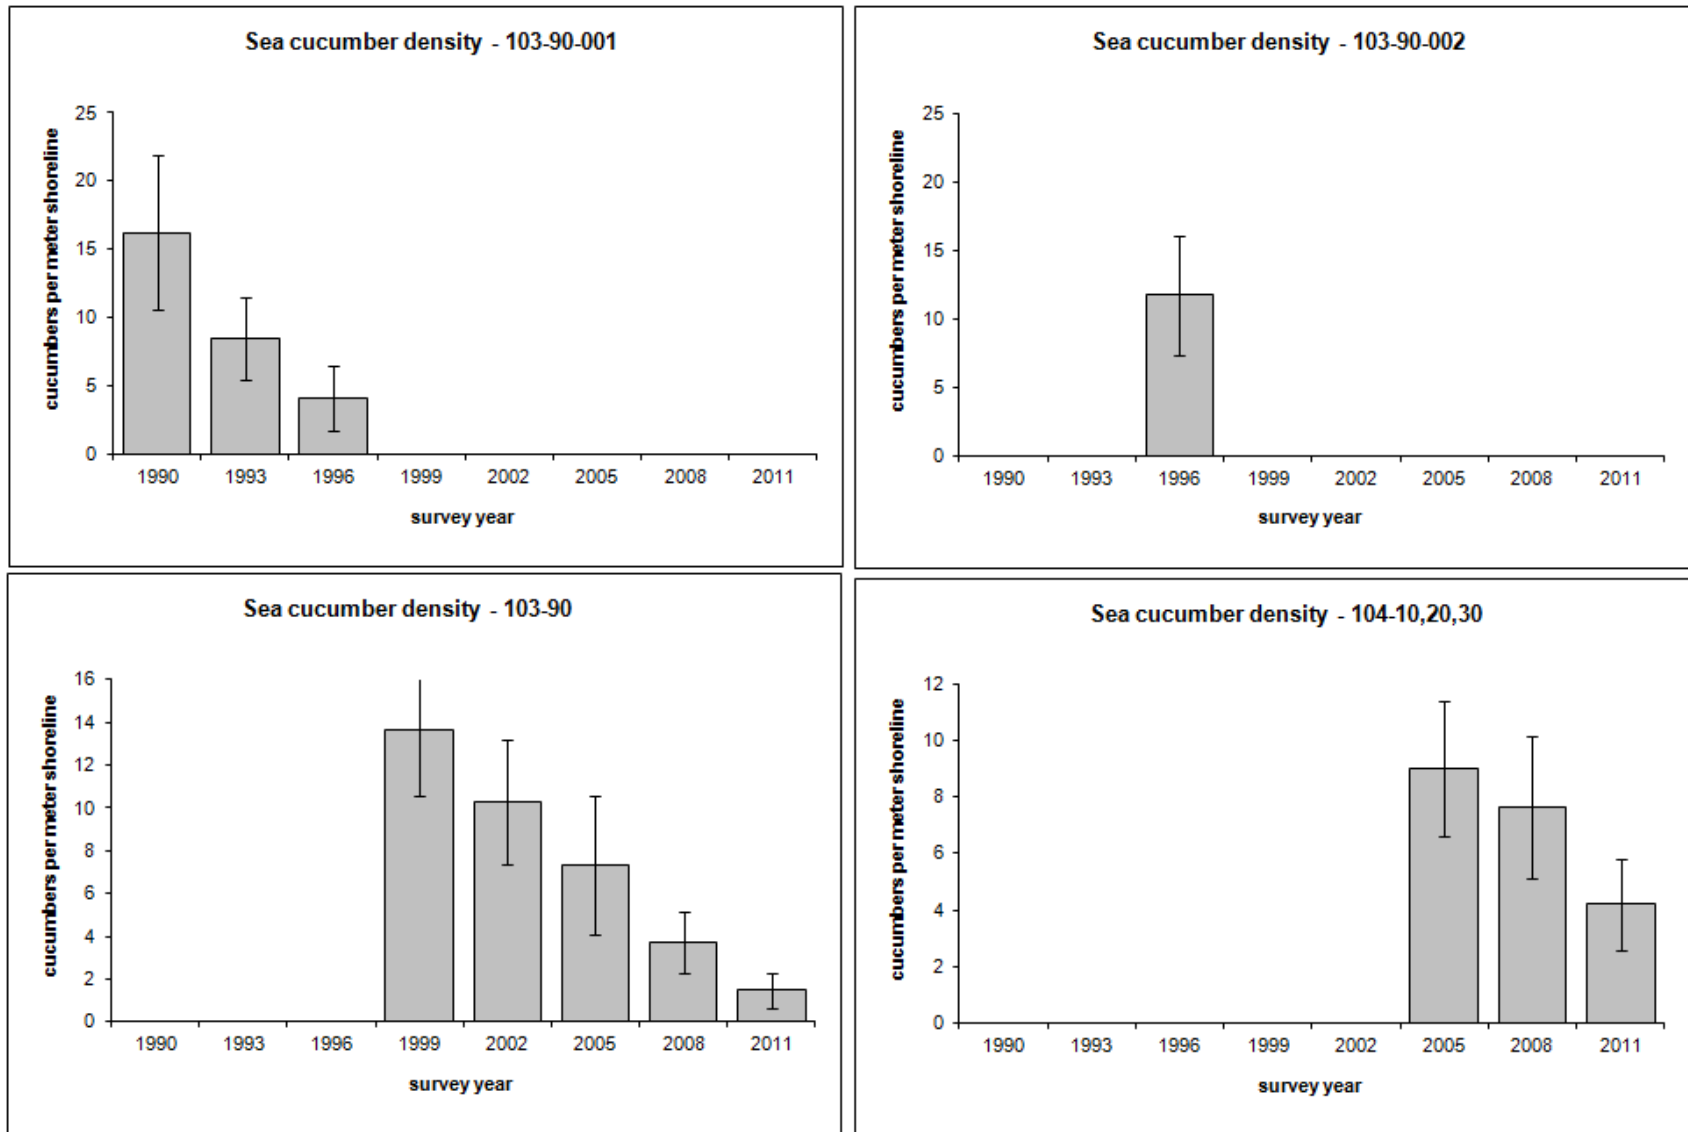 Sea cucumber density - 103-90-001
cucumbers per meter shoreline
25
20
15
10
5
0
1990 1993 1996 1999 2002 2005 2008 2011
survey year
Sea cucumber density - 103-90-002
cucumbers per meter shoreline
25
20
15
10
5
0
1990 1993 1996 1999 2002 2005 2008 2011
survey year
Sea cucumber density - 103-90
cucumbers per meter shoreline
16
14
12
10
8
6
4
2
0
1990 1993 1996 1999 2002 2005 2008 2011
survey year
Sea cucumber density - 104-10,20,30
cucumbers per meter shoreline
12
10
8
6
4
2
0
1990 1993 1996 1999 2002 2005 2008 2011
survey year